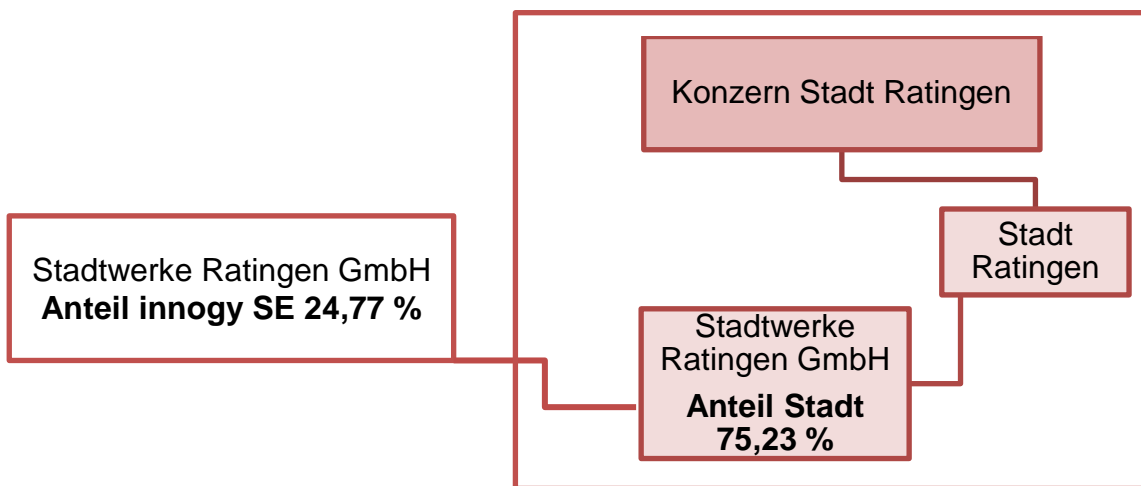 Konzern Stadt Ratingen
Stadt
Ratingen
Stadtwerke Ratingen GmbH
Anteil innogy SE 24,77 %
Stadtwerke
Ratingen GmbH
Anteil Stadt
75,23 %